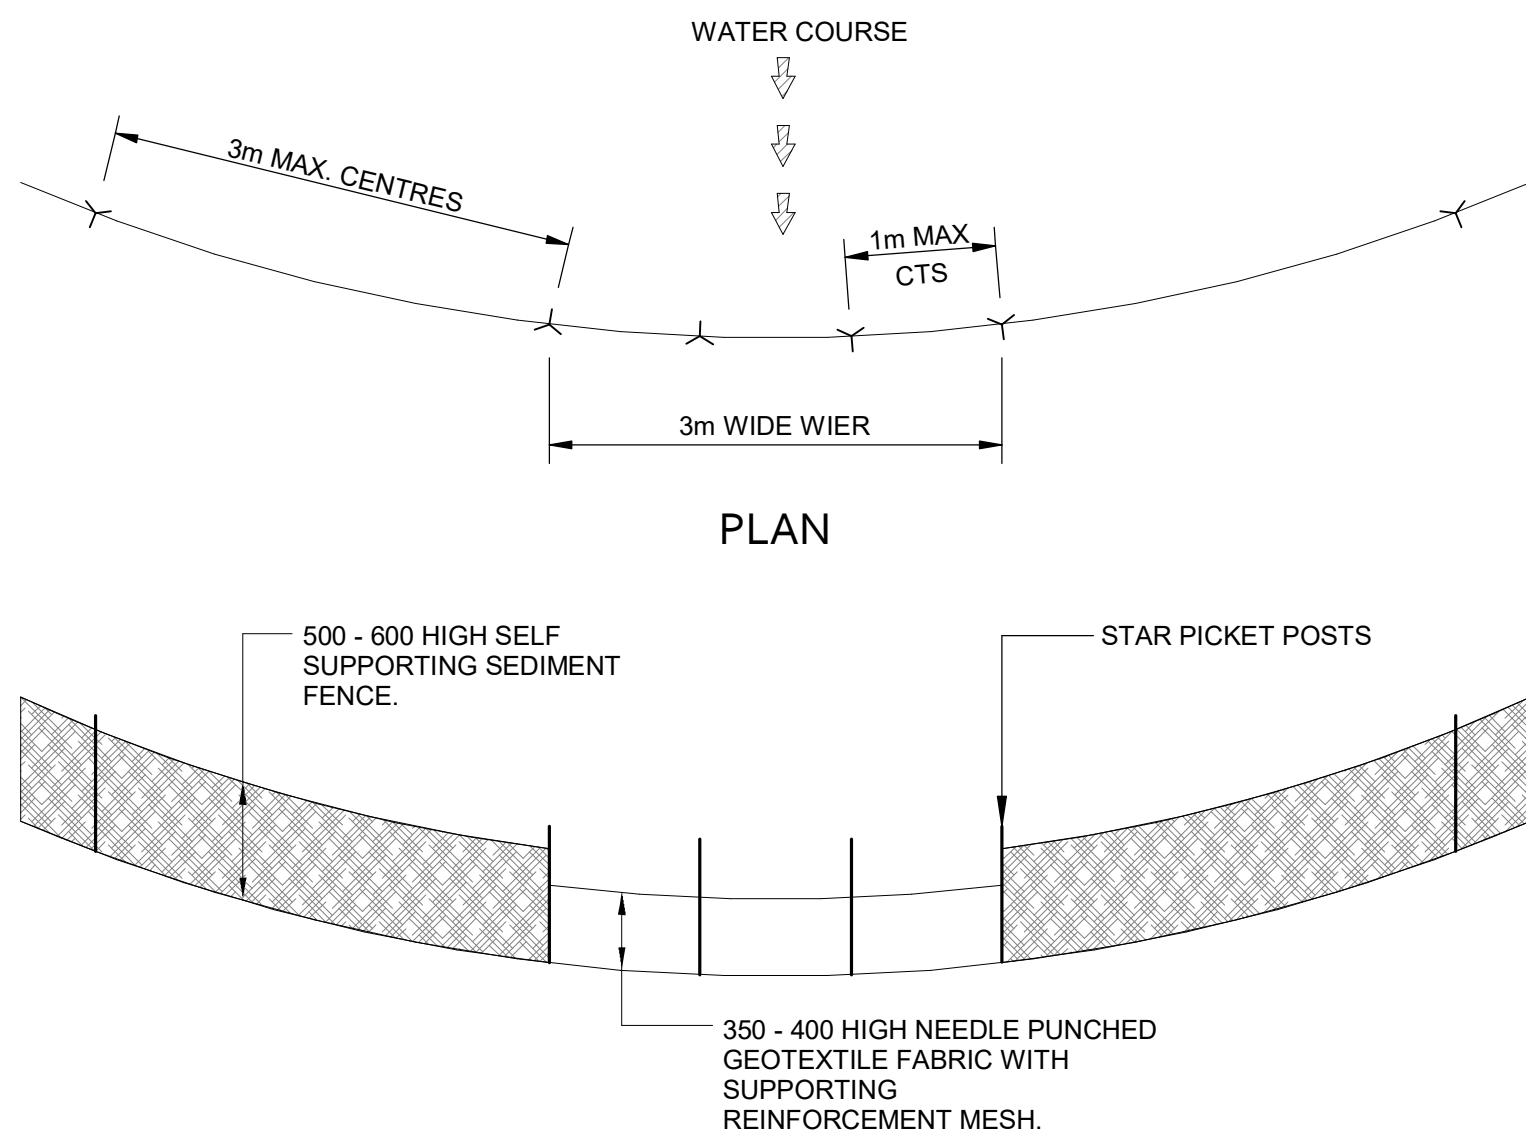 WATER COURSE
3m MAX. CENTRES
1m MAX
CTS
3m WIDE WIER
PLAN
500 - 600 HIGH SELF
SUPPORTING SEDIMENT
FENCE.
STAR PICKET POSTS
350 - 400 HIGH NEEDLE PUNCHED
GEOTEXTILE FABRIC WITH
SUPPORTING
REINFORCEMENT MESH.